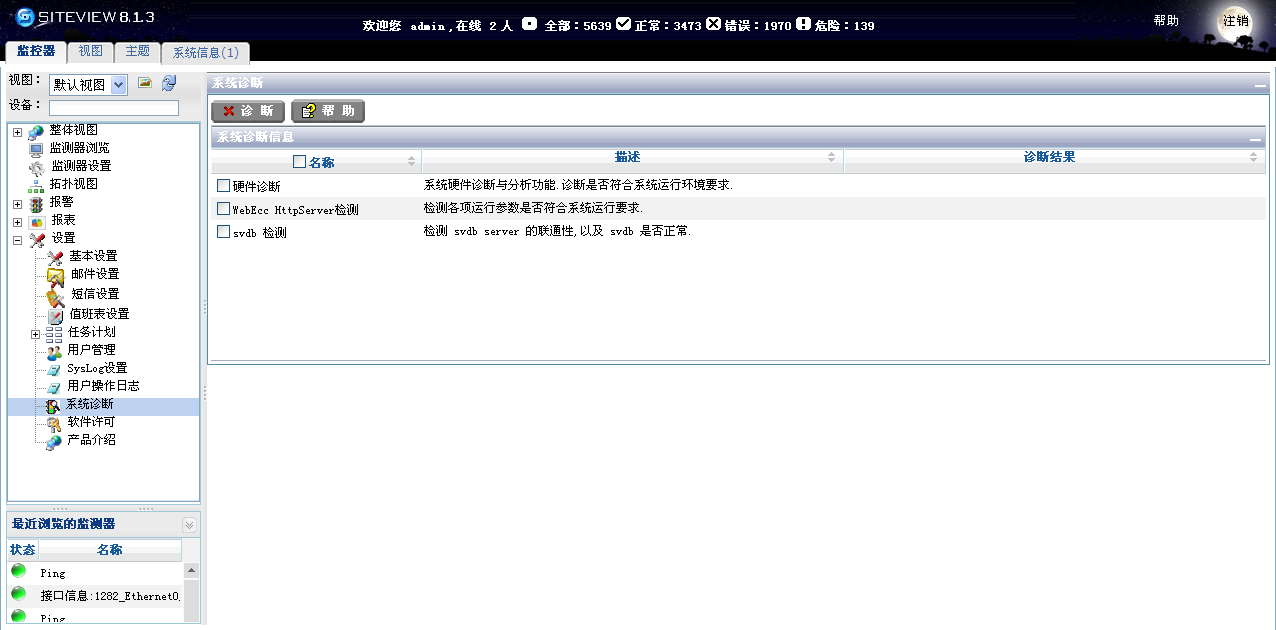 SITEVIEW 8.1.3
欢迎您 admin,在线 2 人 全部：5639 正常：3473 错误：1970 危险：139
帮助 注销
监控器 视图 主题 系统信息(1)
视图： 默认视图
设备：
整体视图
监测器浏览
监测器设置
拓扑视图
报警
报表
设置
基本设置
邮件设置
短信设置
值班表设置
任务计划
用户管理
SysLog设置
用户操作日志
系统诊断
软件许可
产品介绍
最近浏览的监测器
状态 名称
Ping
接口信息:1282_Ethernet0,
Ping
系统诊断
诊 断 帮 助
系统诊断信息
名称 描述 诊断结果
硬件诊断 系统硬件诊断与分析功能.诊断是否符合系统运行环境要求.
WebEcc HttpServer检测 检测各项运行参数是否符合系统运行要求.
svdb 检测 检测 svdb server 的联通性,以及 svdb 是否正常.